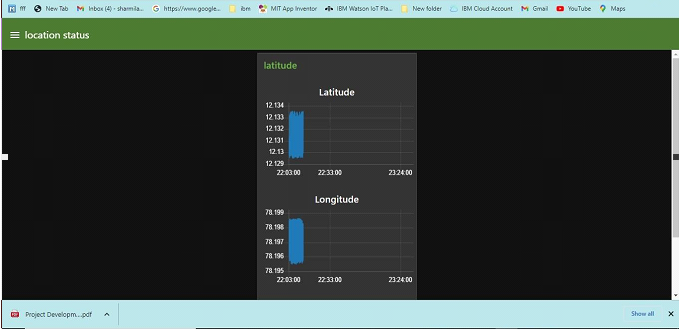 fff New Tab Inbox (4) - sharmila... https://www.google... ibm MIT App Inventor IBM Watson IoT Pla... New folder IBM Cloud Account Gmail YouTube Maps
location status
latitude
Latitude
12.134
12.133
12.132
12.131
12.13
12.129
22:03:00 22:33:00 23:24:00
Longitude
78.199
78.198
78.197
78.196
78.195
22:03:00 22:33:00 23:24:00
Project Developm....pdf Show all